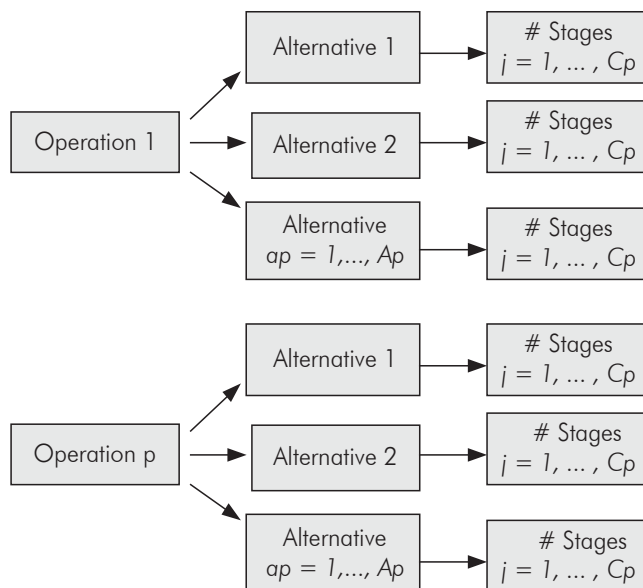 Alternative 1
# Stages
j = 1, ... , Cp
Operation 1
Alternative 2
# Stages
j = 1, ... , Cp
Alternative
ap = 1,..., Ap
# Stages
j = 1, ... , Cp
Alternative 1
# Stages
j = 1, ... , Cp
Operation p
Alternative 2
# Stages
j = 1, ... , Cp
Alternative
ap = 1,..., Ap
# Stages
j = 1, ... , Cp